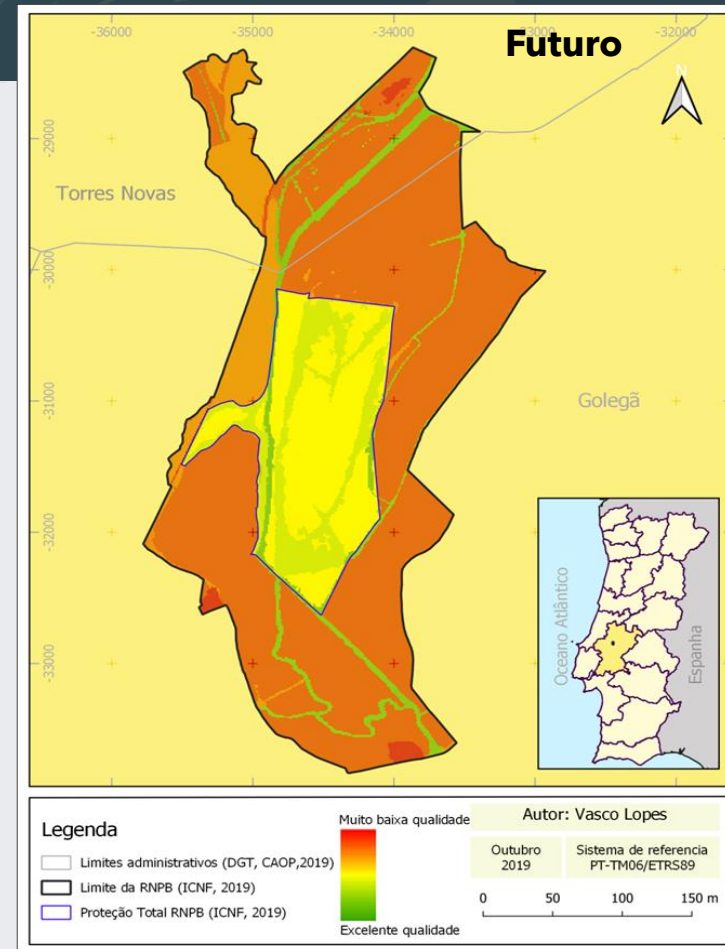 Futuro
-36000
-35000
-34000
-33000
-32000
N
-29000
Torres Novas
-30000
-31000
Golegã
-32000
-33000
Oceano Atlântico
Espanha
Legenda
Limites administrativos (DGT, CAOP,2019)
Limite da RNPB (ICNF, 2019)
Proteção Total RNPB (ICNF, 2019)
Muito baixa qualidade
Excelente qualidade
Autor: Vasco Lopes
Outubro
2019
Sistema de referencia
PT-TM06/ETRS89
0 50 100 150 m